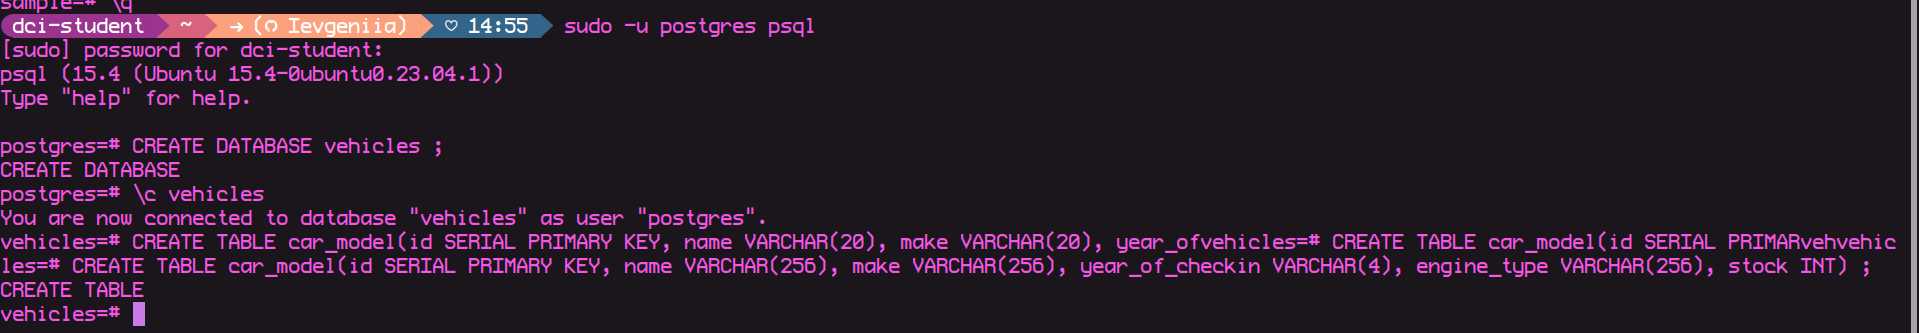 sample=# \q
dci-student ~ → ( Ievgeniia) ♡ 14:55 sudo -u postgres psql
[sudo] password for dci-student:
psql (15.4 (Ubuntu 15.4-0ubuntu0.23.04.1))
Type "help" for help.
postgres=# CREATE DATABASE vehicles ;
CREATE DATABASE
postgres=# \c vehicles
You are now connected to database "vehicles" as user "postgres".
vehicles=# CREATE TABLE car_model(id SERIAL PRIMARY KEY, name VARCHAR(20), make VARCHAR(20), year_ofvehicles=# CREATE TABLE car_model(id SERIAL PRIMARvehvehic
les=# CREATE TABLE car_model(id SERIAL PRIMARY KEY, name VARCHAR(256), make VARCHAR(256), year_of_checkin VARCHAR(4), engine_type VARCHAR(256), stock INT) ;
CREATE TABLE
vehicles=#